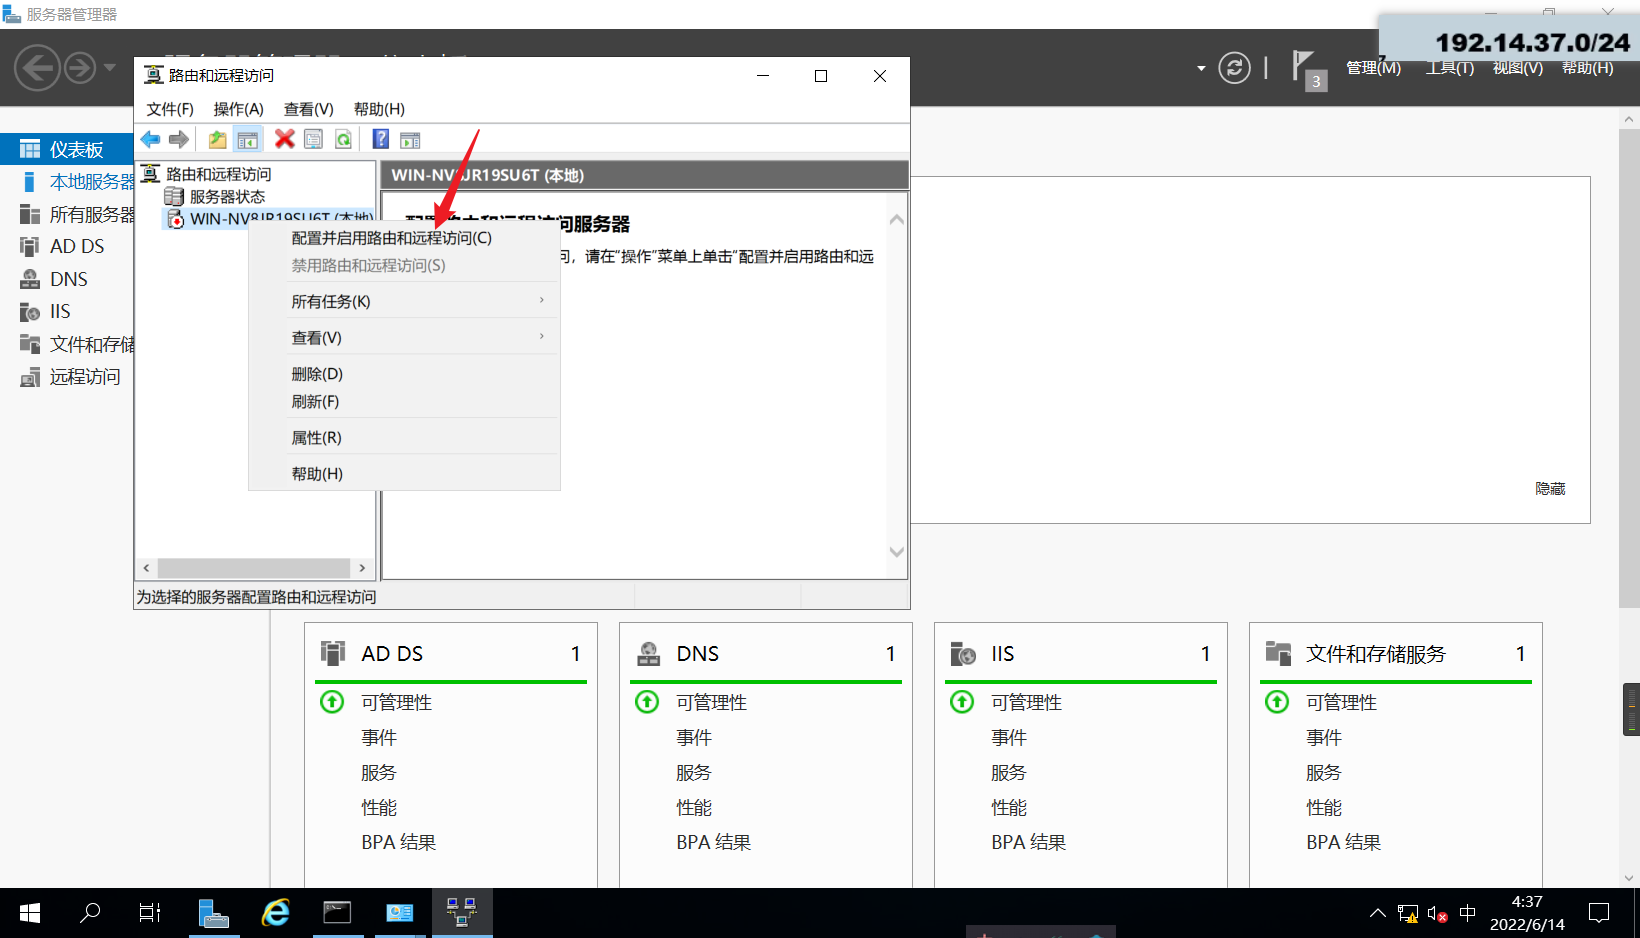 服务器管理器
192.14.37.0/24
3
管理(M)
工具(T)
视图(V)
帮助(H)
路由和远程访问
文件(F)
操作(A)
查看(V)
帮助(H)
仪表板
本地服务器
所有服务器
AD DS
DNS
IIS
文件和存储
远程访问
路由和远程访问
服务器状态
WIN-NV8JR19SU6T (本地)
WIN-NV8JR19SU6T (本地)
配置路由和远程访问服务器
问，请在"操作"菜单上单击"配置并启用路由和远
配置并启用路由和远程访问(C)
禁用路由和远程访问(S)
所有任务(K)
查看(V)
删除(D)
刷新(F)
属性(R)
帮助(H)
为选择的服务器配置路由和远程访问
隐藏
AD DS 1
可管理性
事件
服务
性能
BPA 结果
DNS 1
可管理性
事件
服务
性能
BPA 结果
IIS 1
可管理性
事件
服务
性能
BPA 结果
文件和存储服务 1
可管理性
事件
服务
性能
BPA 结果
中
4:37
2022/6/14